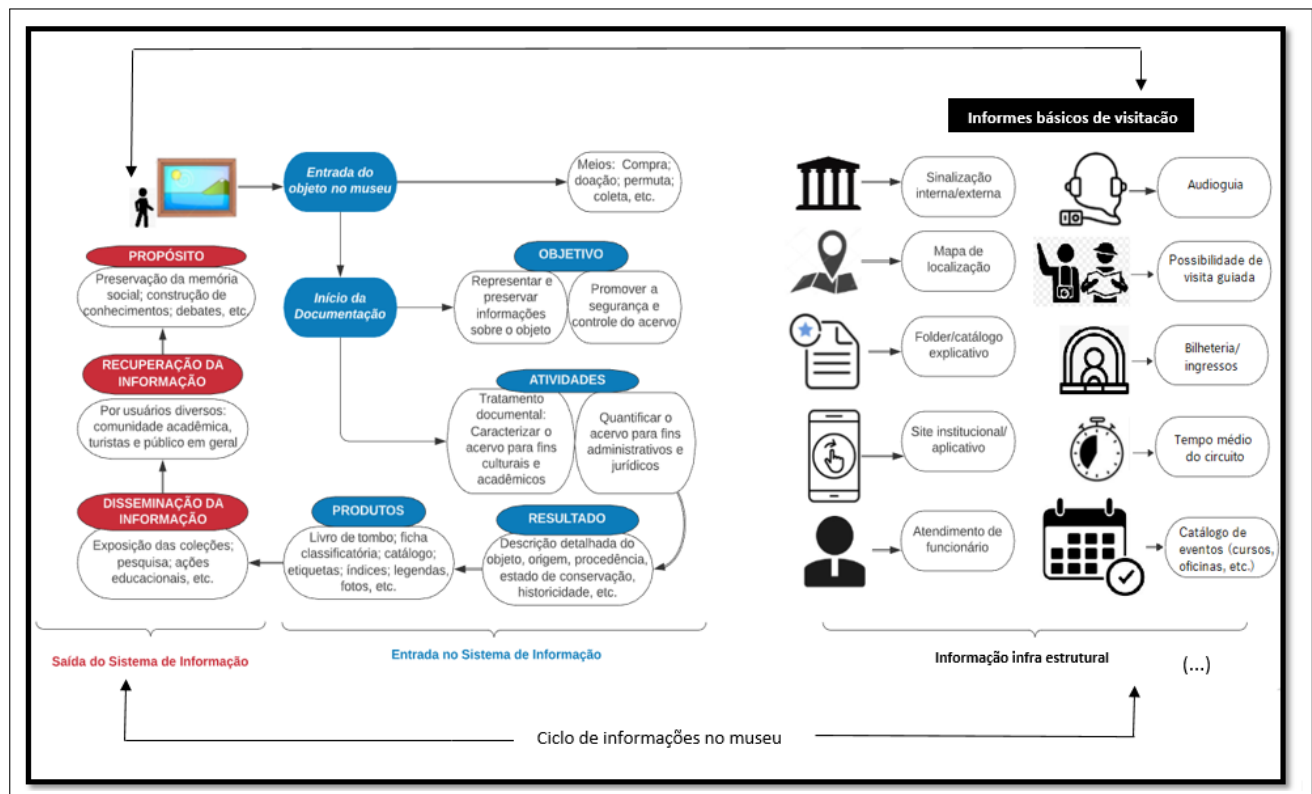 Informes básicos de visitacão
Entrada do
objeto no museu
Meios: Compra;
doação; permuta;
coleta, etc.
PROPÓSITO
Preservação da memória
social; construção de
conhecimentos; debates, etc.
Início da
Documentação
OBJETIVO
Representar e
preservar
informações
sobre o objeto
Promover a
segurança e
controle do acervo
RECUPERAÇÃO DA
INFORMAÇÃO
Por usuários diversos:
comunidade acadêmica,
turistas e público em geral
ATIVIDADES
Tratamento
documental:
Caracterizar o
acervo para fins
culturais e
acadêmicos
Quantificar o
acervo para fins
administrativos e
jurídicos
DISSEMINAÇÃO DA
INFORMAÇÃO
Exposição das coleções;
pesquisa; ações
educacionais, etc.
PRODUTOS
Livro de tombo; ficha
classificatória; catálogo;
etiquetas; índices; legendas,
fotos, etc.
RESULTADO
Descrição detalhada do
objeto, origem, procedência,
estado de conservação,
historicidade, etc.
Saída do Sistema de Informação
Entrada no Sistema de Informação
Sinalização
interna/externa
Audioguia
Mapa de
localização
Possibilidade de
visita guiada
Folder/catálogo
explicativo
Bilheteria/
ingressos
Site institucional/
aplicativo
Tempo médio
do circuito
Atendimento de
funcionário
Catálogo de
eventos (cursos,
oficinas, etc.)
Informação infra estrutural
(...)
Ciclo de informações no museu